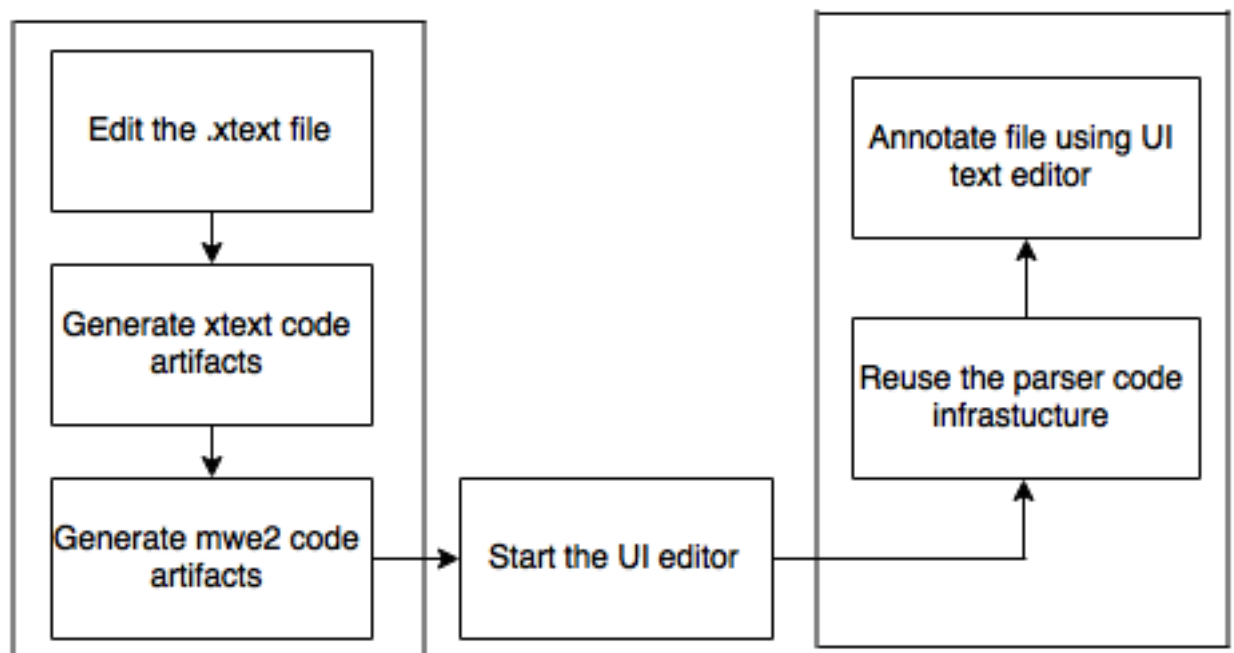 Edit the .xtext file
Generate xtext code
artifacts
Generate mwe2 code
artifacts
Start the UI editor
Reuse the parser code
infrastucture
Annotate file using UI
text editor